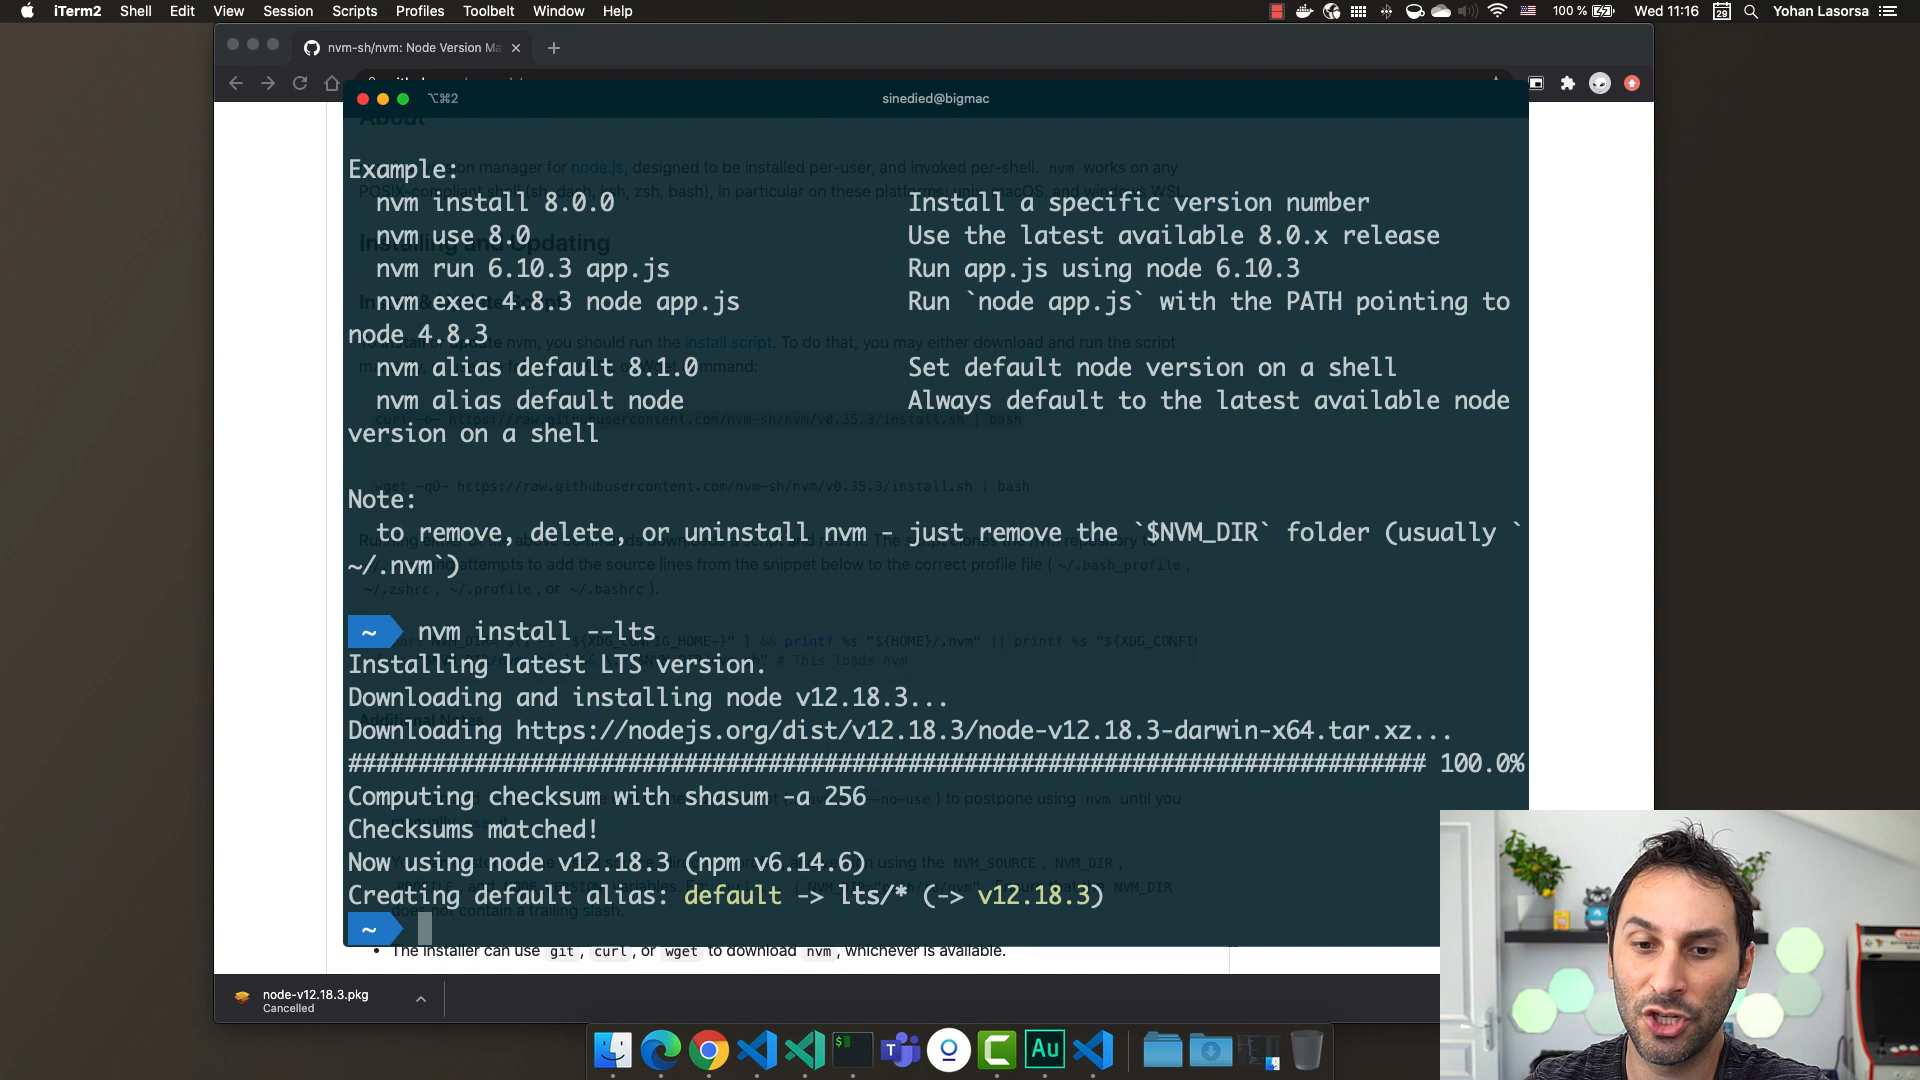 iTerm2 Shell Edit View Session Scripts Profiles Toolbelt Window Help
100 % Wed 11:16 29 Yohan Lasorsa
nvm-sh/nvm: Node Version Ma
⌥⌘2 sinedied@bigmac
About
Example:
nvm install 8.0.0 Install a specific version number
nvm use 8.0 Use the latest available 8.0.x release
nvm run 6.10.3 app.js Run app.js using node 6.10.3
nvm exec 4.8.3 node app.js Run `node app.js` with the PATH pointing to
node 4.8.3
nvm alias default 8.1.0 Set default node version on a shell
nvm alias default node Always default to the latest available node
version on a shell
Note:
to remove, delete, or uninstall nvm - just remove the `$NVM_DIR` folder (usually `
~/.nvm`)
~ nvm install --lts
Installing latest LTS version.
Downloading and installing node v12.18.3...
Downloading https://nodejs.org/dist/v12.18.3/node-v12.18.3-darwin-x64.tar.xz...
############################################################################# 100.0%
Computing checksum with shasum -a 256
Checksums matched!
Now using node v12.18.3 (npm v6.14.6)
Creating default alias: default -> lts/* (-> v12.18.3)
~
The installer can use git, curl, or wget to download nvm, whichever is available.
node-v12.18.3.pkg
Cancelled
$
T
Au